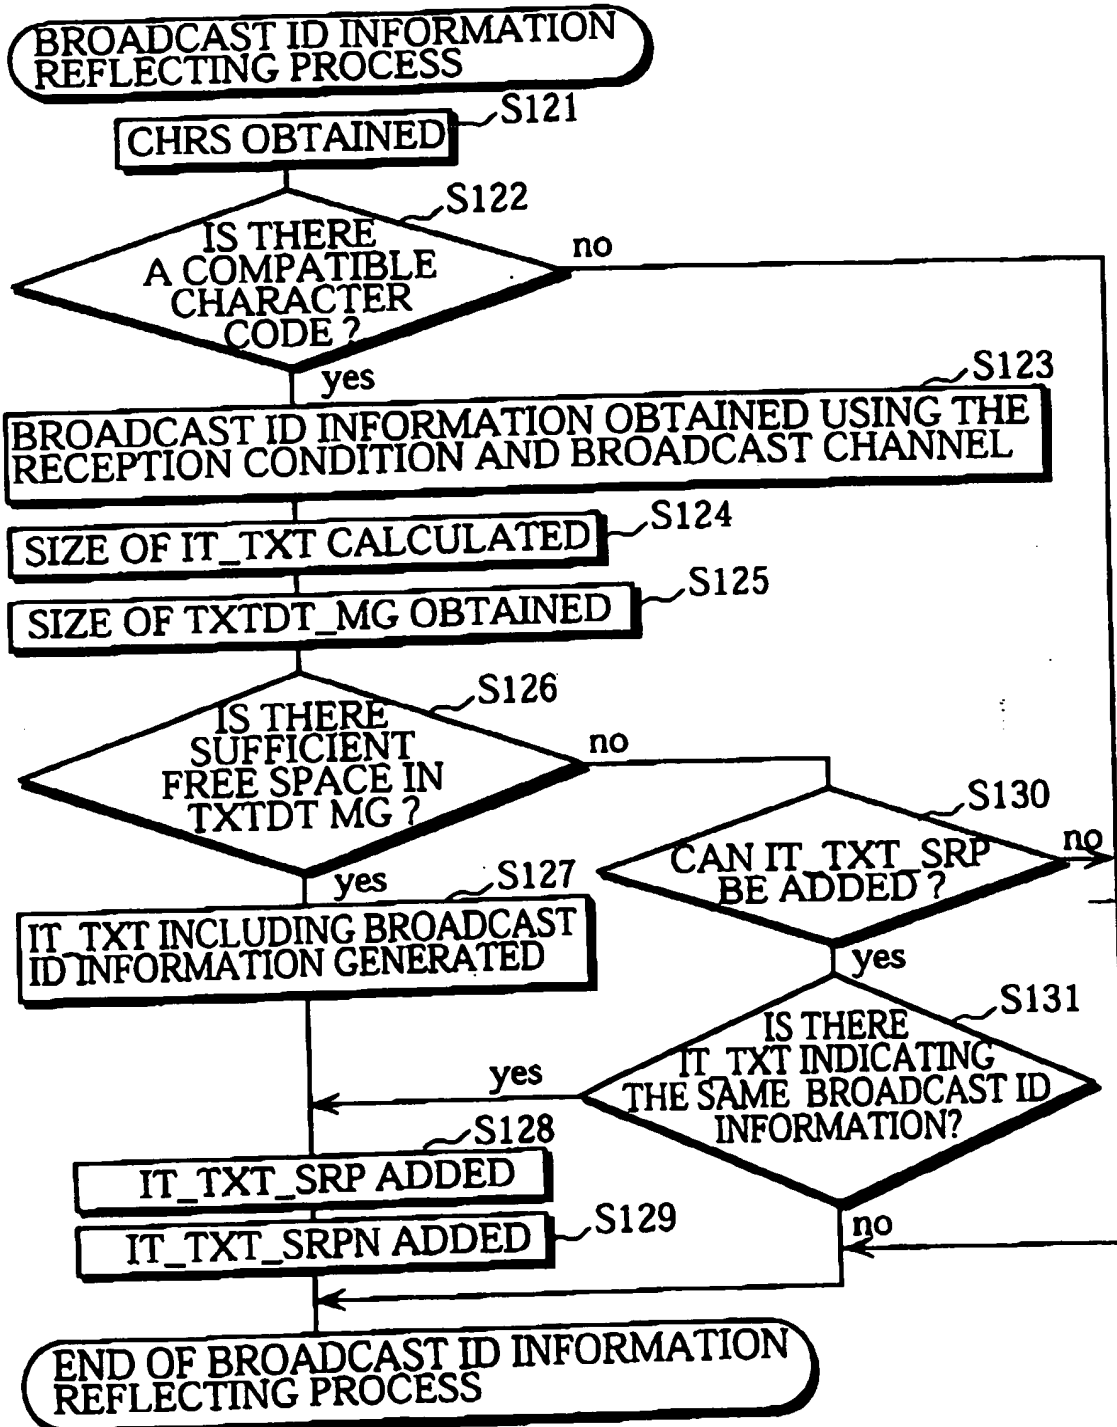 BROADCAST ID INFORMATION
REFLECTING PROCESS
S121
CHRS OBTAINED
S122
IS THERE
A COMPATIBLE
CHARACTER
CODE ?
no
yes
S123
BROADCAST ID INFORMATION OBTAINED USING THE
RECEPTION CONDITION AND BROADCAST CHANNEL
S124
SIZE OF IT_TXT CALCULATED
S125
SIZE OF TXTDT_MG OBTAINED
S126
IS THERE
SUFFICIENT
FREE SPACE IN
TXTDT MG ?
no
yes
S130
CAN IT_TXT_SRP
BE ADDED ?
no
yes
S127
IT_TXT INCLUDING BROADCAST
ID INFORMATION GENERATED
S131
IS THERE
IT_TXT INDICATING
THE SAME BROADCAST ID
INFORMATION?
yes
no
S128
IT_TXT_SRP ADDED
S129
IT_TXT_SRPN ADDED
END OF BROADCAST ID INFORMATION
REFLECTING PROCESS